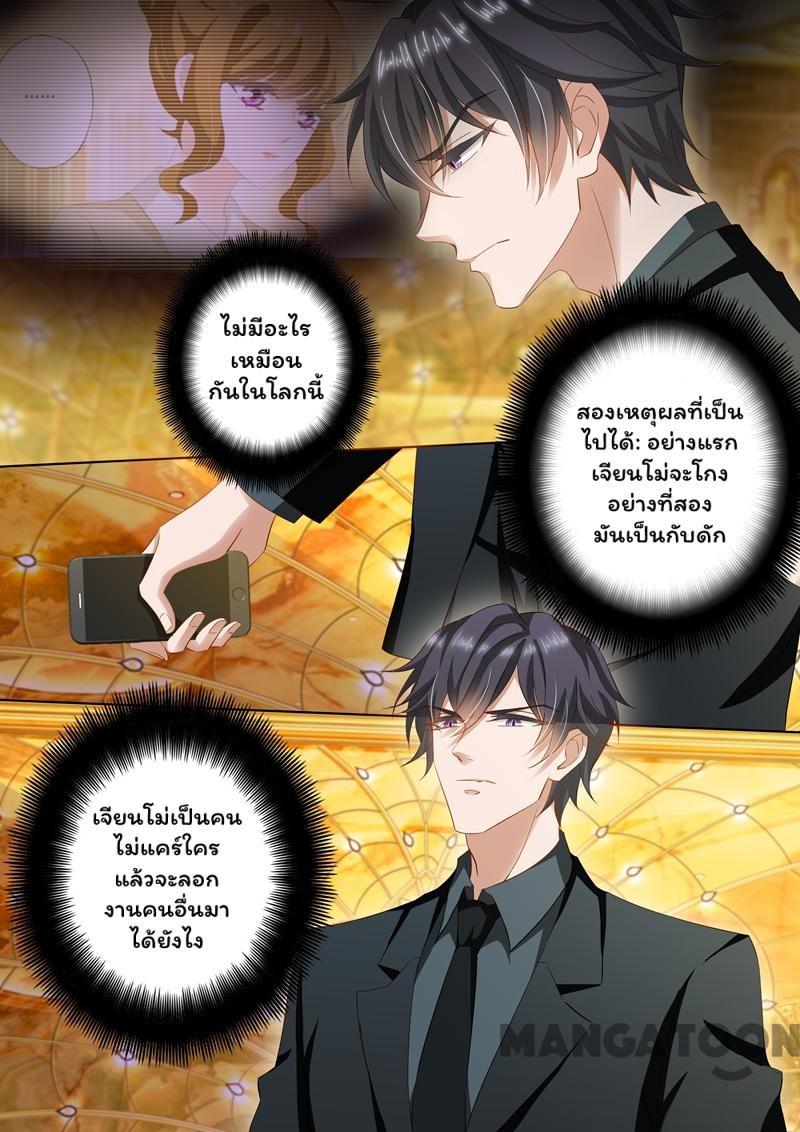 ......
ไม่มีอะไร
เหมือน
กันในโลกนี้
สองเหตุผลที่เป็น
ไปได้: อย่างแรก
เจียนโม่จะโกง
อย่างที่สอง
มันเป็นกับดัก
เจียนโม่เป็นคน
ไม่แคร์ใคร
แล้วจะลอก
งานคนอื่นมา
ได้ยังไง
MANGATOON